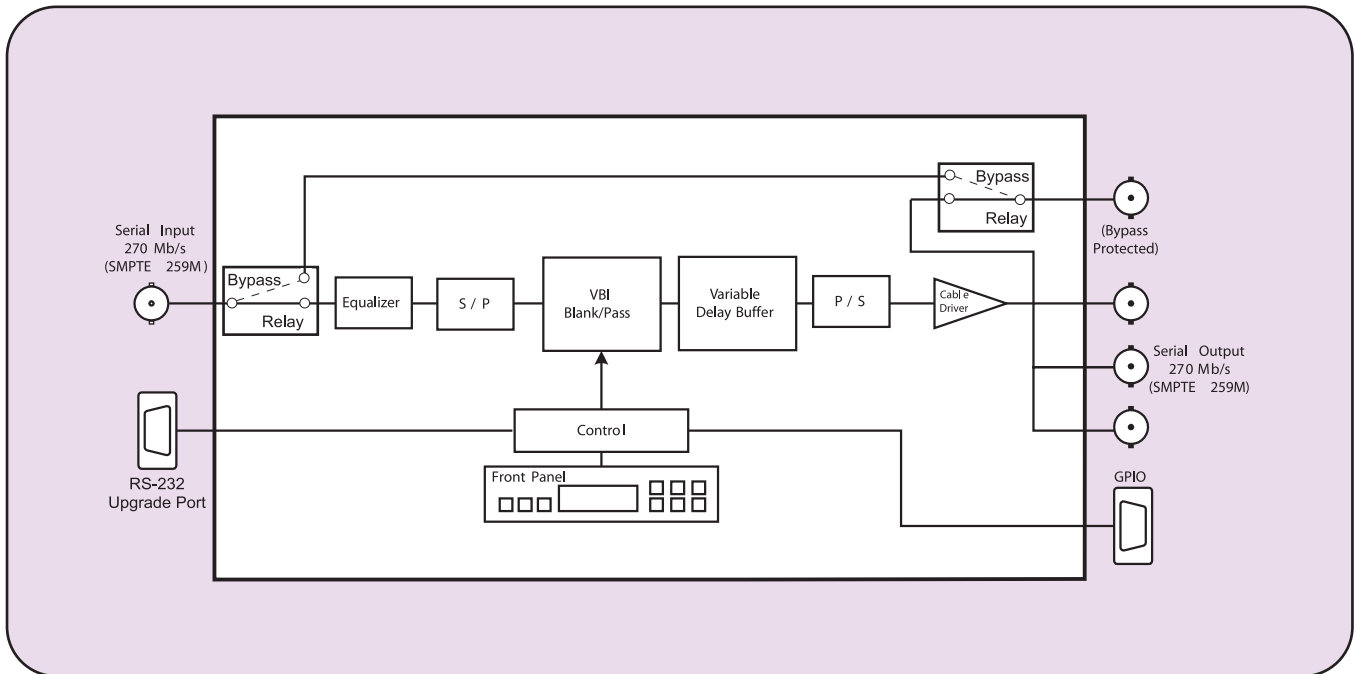 Bypass
Relay
(Bypass
Protected)
Serial Input
270 Mb/s
(SMPTE 259M)
Bypass
Relay
Equalizer
S / P
VBI
Blank/Pass
Variable
Delay Buffer
P / S
Cable
Driver
Serial Output
270 Mb/s
(SMPTE 259M)
Control
Front Panel
RS-232
Upgrade Port
GPIO